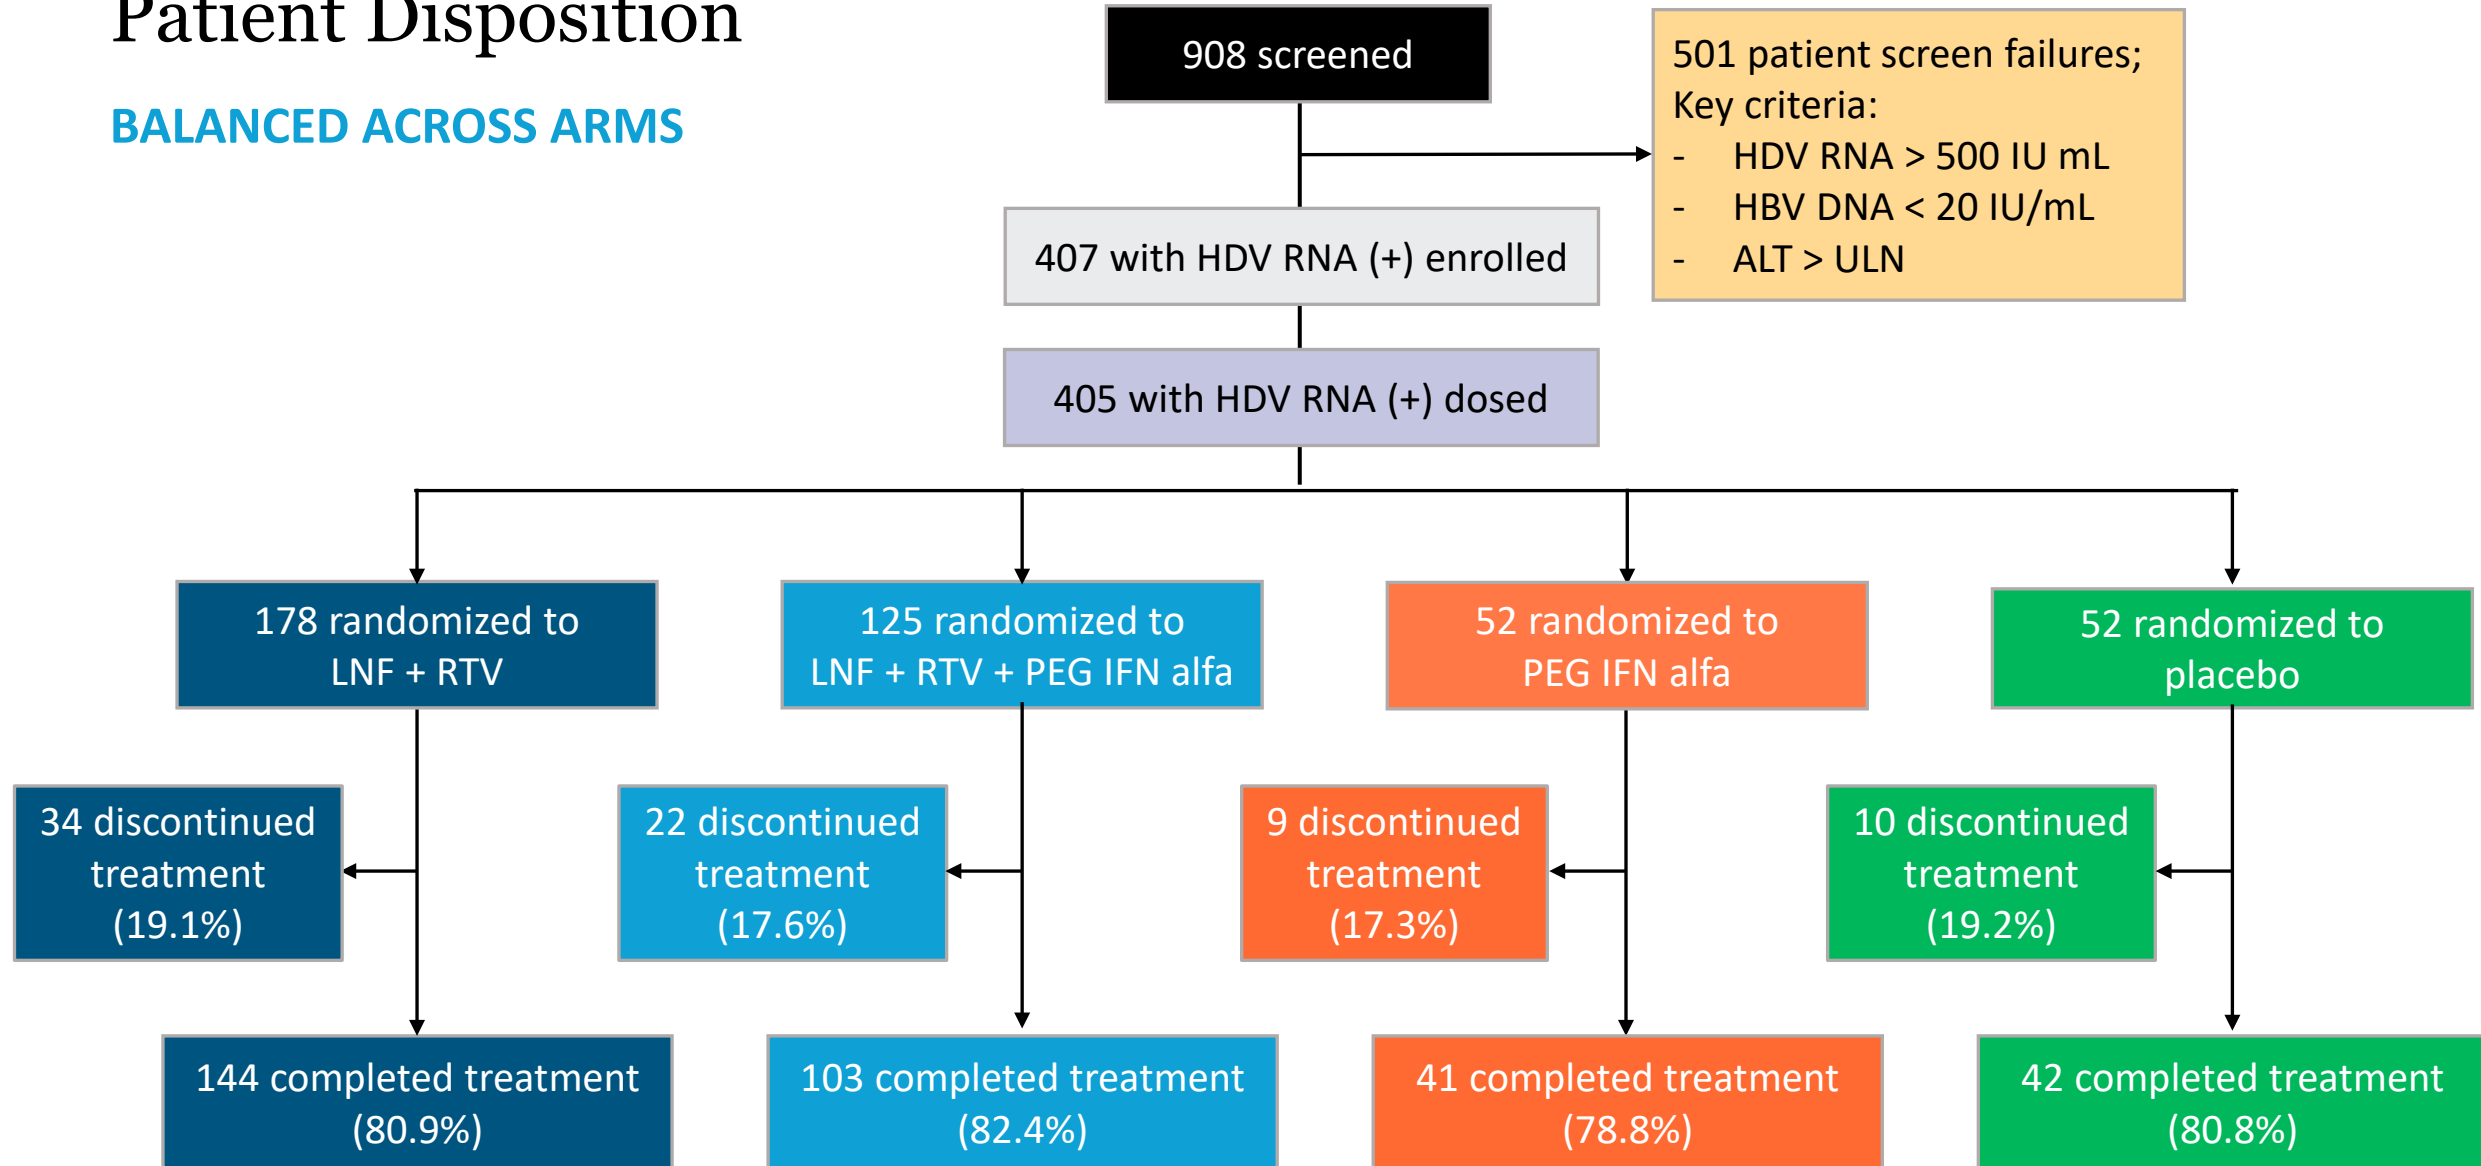 Patient Disposition
BALANCED ACROSS ARMS
908 screened
501 patient screen failures;
Key criteria:
- HDV RNA > 500 IU mL
- HBV DNA < 20 IU/mL
- ALT > ULN
407 with HDV RNA (+) enrolled
405 with HDV RNA (+) dosed
178 randomized to
LNF + RTV
125 randomized to
LNF + RTV + PEG IFN alfa
52 randomized to
PEG IFN alfa
52 randomized to
placebo
34 discontinued
treatment
(19.1%)
22 discontinued
treatment
(17.6%)
9 discontinued
treatment
(17.3%)
10 discontinued
treatment
(19.2%)
144 completed treatment
(80.9%)
103 completed treatment
(82.4%)
41 completed treatment
(78.8%)
42 completed treatment
(80.8%)